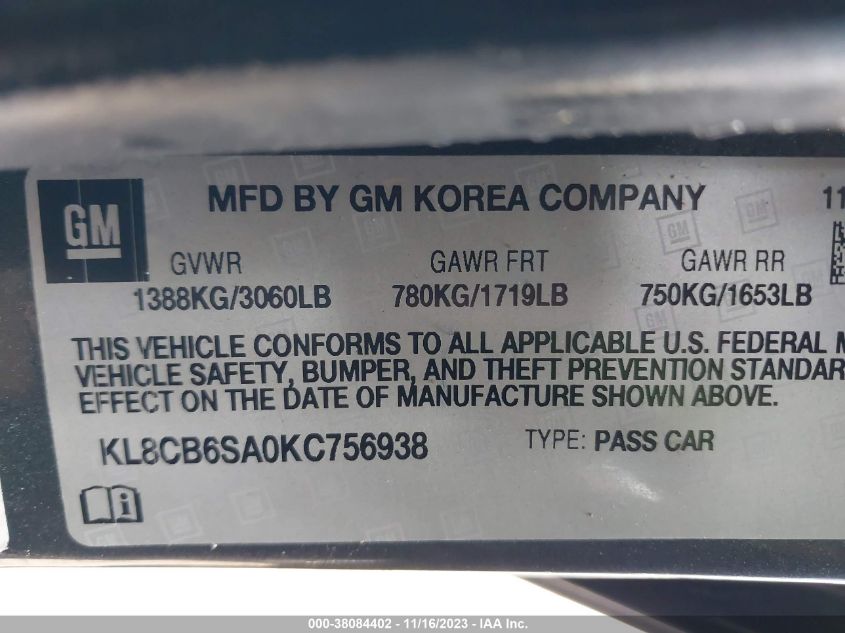 GM
MFD BY GM KOREA COMPANY 11
GVWR GAWR FRT GAWR RR
1388KG/3060LB 780KG/1719LB 750KG/1653LB
THIS VEHICLE CONFORMS TO ALL APPLICABLE U.S. FEDERAL M
VEHICLE SAFETY, BUMPER, AND THEFT PREVENTION STANDAR
EFFECT ON THE DATE OF MANUFACTURE SHOWN ABOVE.
KL8CB6SA0KC756938 TYPE: PASS CAR
000-38084402 - 11/16/2023 - IAA Inc.